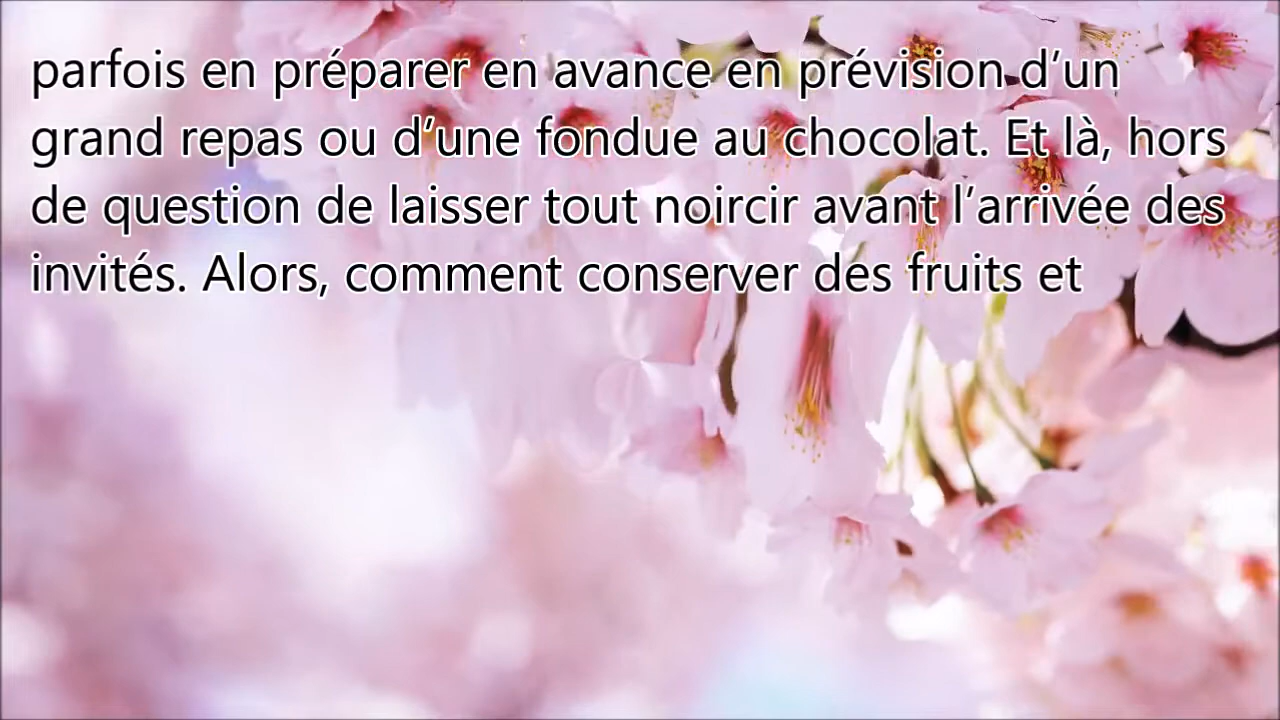 parfois en préparer en avance en prévision d’un
grand repas ou d’une fondue au chocolat. Et là, hors
de question de laisser tout noircir avant l’arrivée des
invités. Alors, comment conserver des fruits et